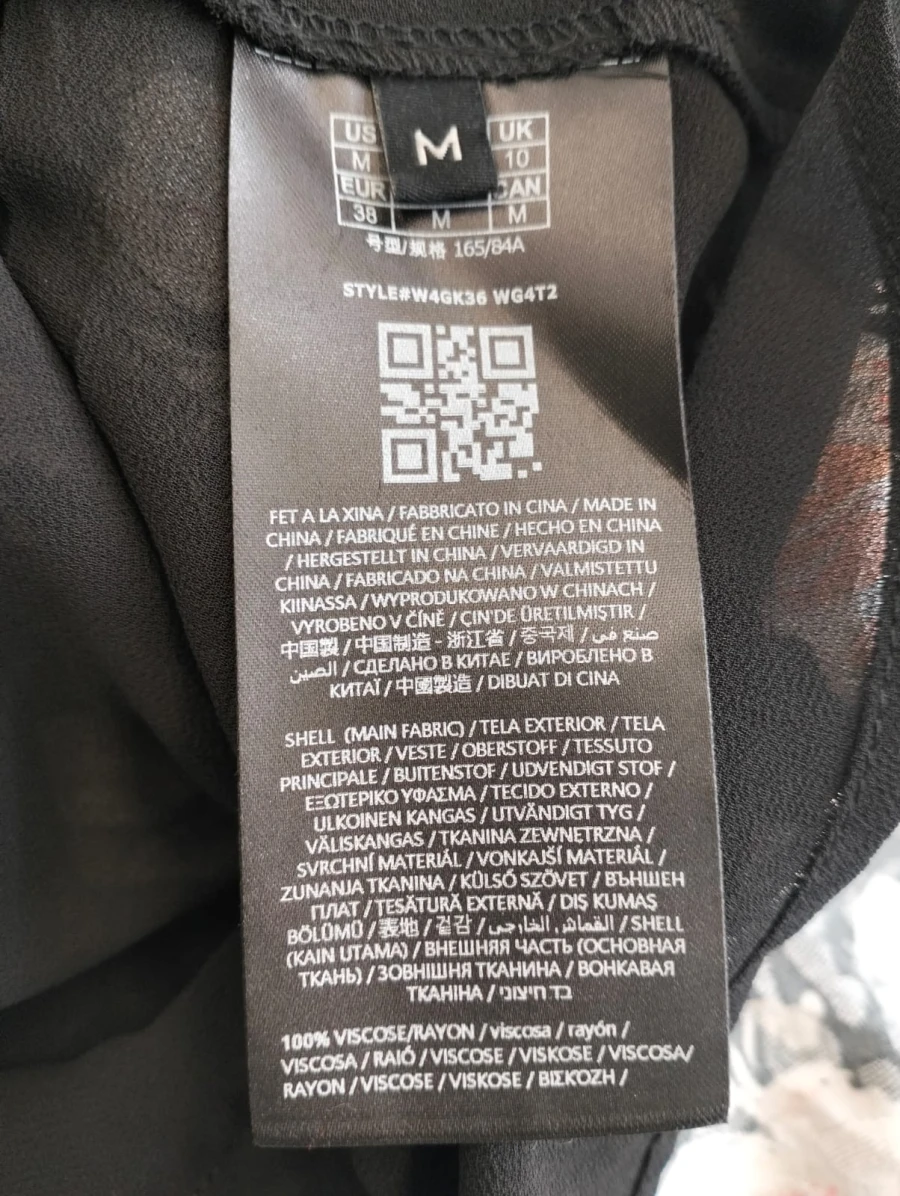 US M UK
M 10
EUR CAN
38 M M
号型/规格 165/84A
STYLE#W4GK36 WG4T2
FET A LA XINA / FABBRICATO IN CINA / MADE IN
CHINA / FABRIQUÉ EN CHINE / HECHO EN CHINA
/ HERGESTELLT IN CHINA / VERVAARDIGD IN
CHINA / FABRICADO NA CHINA / VALMISTETTU
KIINASSA / WYPRODUKOWANO W CHINACH /
VYROBENO V ČÍNĚ / ÇIN'DE ÜRETILMIŞTIR /
中国製 / 中国制造 - 浙江省 / 중국제 / صنع في
الصين / СДЕЛАНО В КИТАЕ / ВИРОБЛЕНО В
КИТАЇ / 中國製造 / DIBUAT DI CINA
SHELL (MAIN FABRIC) / TELA EXTERIOR / TELA
EXTERIOR / VESTE / OBERSTOFF / TESSUTO
PRINCIPALE / BUITENSTOF / UDVENDIGT STOF /
ΕΞΩΤΕΡΙΚΟ ΥΦΑΣΜΑ / TECIDO EXTERNO /
ULKOINEN KANGAS / UTVÄNDIGT TYG /
VÄLISKANGAS / TKANINA ZEWNĘTRZNA /
SVRCHNÍ MATERIÁL / VONKAJŠÍ MATERIÁL /
ZUNANJA TKANINA / KÜLSŐ SZÖVET / ВЪНШЕН
ПЛАТ / ȚESĂTURĂ EXTERNĂ / DIŞ KUMAŞ
BÖLÜMÜ / 表地 / 겉감 / القماش الخارجي / SHELL
(KAIN UTAMA) / ВНЕШНЯЯ ЧАСТЬ (ОСНОВНАЯ
ТКАНЬ) / ЗОВНІШНЯ ТКАНИНА / ВОНКАВАЯ
ТКАНІНА / בד חיצוני
100% VISCOSE/RAYON / viscosa / rayón /
VISCOSA / RAIÓ / VISCOSE / VISKOSE / VISCOSA/
RAYON / VISCOSE / VISKOSE / ΒΙΣΚΌΖΗ /